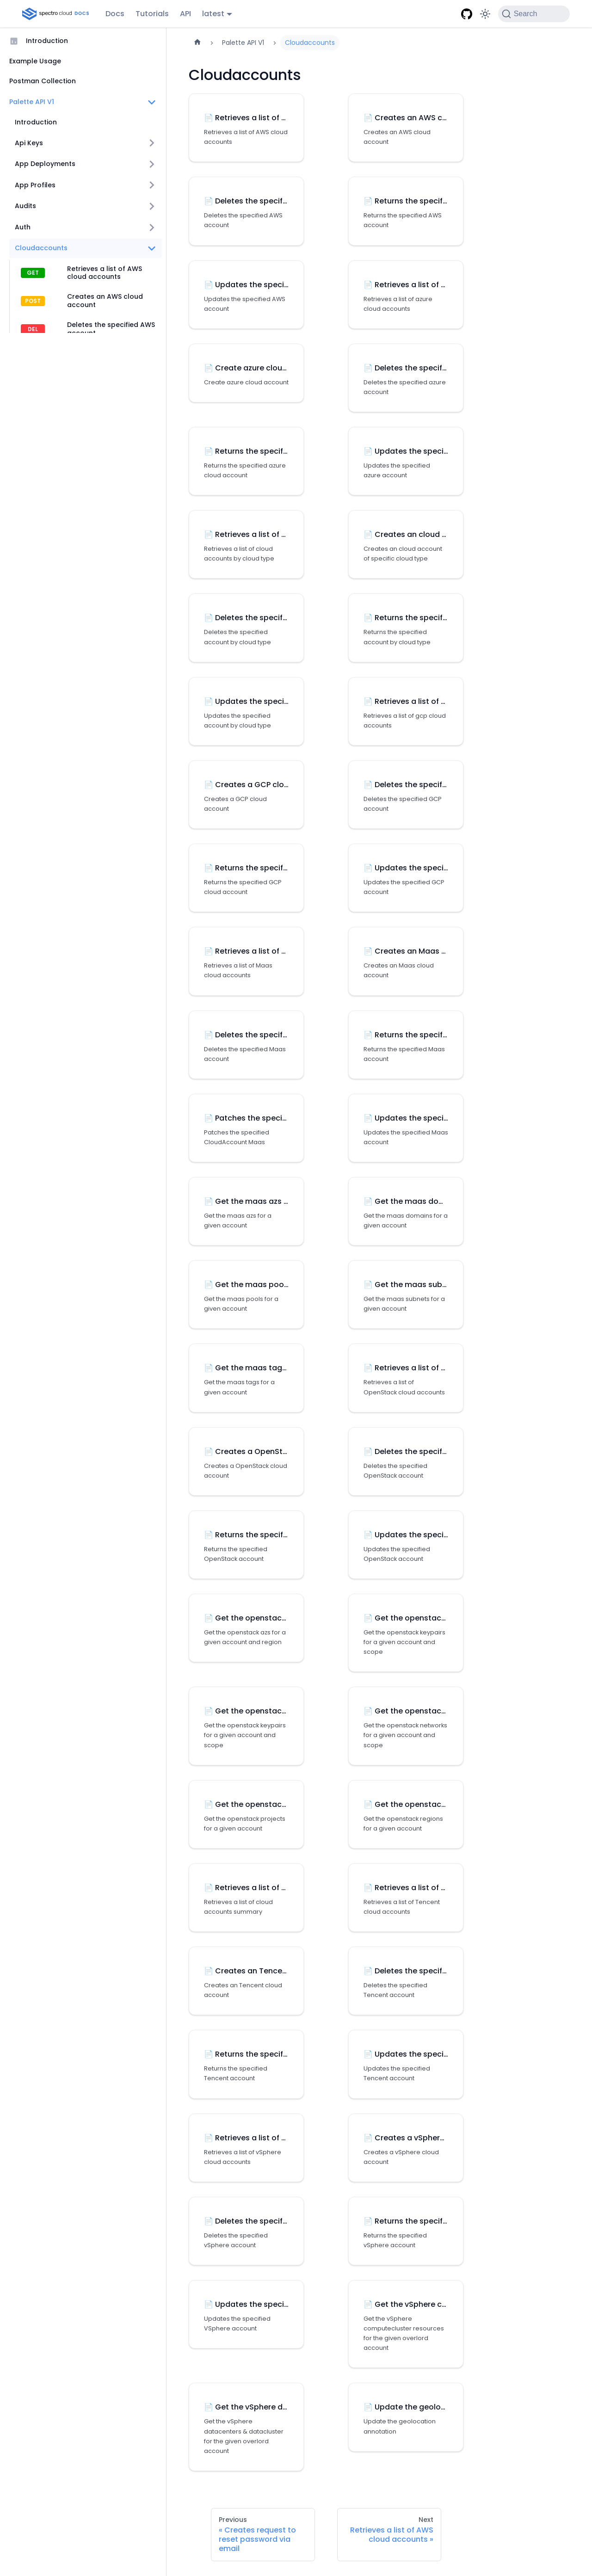 spectro cloud DOCS
Docs
Tutorials
API
latest
Search
Introduction
Example Usage
Postman Collection
Palette API V1
Introduction
Api Keys
App Deployments
App Profiles
Audits
Auth
Cloudaccounts
GET
Retrieves a list of AWS
cloud accounts
POST
Creates an AWS cloud
account
DEL
Deletes the specified AWS
account
Palette API V1
Cloudaccounts
Cloudaccounts
Retrieves a list of ...
Retrieves a list of AWS cloud
accounts
Creates an AWS c...
Creates an AWS cloud
account
Deletes the specif...
Deletes the specified AWS
account
Returns the specif...
Returns the specified AWS
account
Updates the speci...
Updates the specified AWS
account
Retrieves a list of ...
Retrieves a list of azure
cloud accounts
Create azure clou...
Create azure cloud account
Deletes the specif...
Deletes the specified azure
account
Returns the specif...
Returns the specified azure
cloud account
Updates the speci...
Updates the specified
azure account
Retrieves a list of ...
Retrieves a list of cloud
accounts by cloud type
Creates an cloud ...
Creates an cloud account
of specific cloud type
Deletes the specif...
Deletes the specified
account by cloud type
Returns the specif...
Returns the specified
account by cloud type
Updates the speci...
Updates the specified
account by cloud type
Retrieves a list of ...
Retrieves a list of gcp cloud
accounts
Creates a GCP clo...
Creates a GCP cloud
account
Deletes the specif...
Deletes the specified GCP
account
Returns the specif...
Returns the specified GCP
cloud account
Updates the speci...
Updates the specified GCP
account
Retrieves a list of ...
Retrieves a list of Maas
cloud accounts
Creates an Maas ...
Creates an Maas cloud
account
Deletes the specif...
Deletes the specified Maas
account
Returns the specif...
Returns the specified Maas
account
Patches the speci...
Patches the specified
CloudAccount Maas
Updates the speci...
Updates the specified Maas
account
Get the maas azs ...
Get the maas azs for a
given account
Get the maas do...
Get the maas domains for a
given account
Get the maas poo...
Get the maas pools for a
given account
Get the maas sub...
Get the maas subnets for a
given account
Get the maas tag...
Get the maas tags for a
given account
Retrieves a list of ...
Retrieves a list of
OpenStack cloud accounts
Creates a OpenSt...
Creates a OpenStack cloud
account
Deletes the specif...
Deletes the specified
OpenStack account
Returns the specif...
Returns the specified
OpenStack account
Updates the speci...
Updates the specified
OpenStack account
Get the openstac...
Get the openstack azs for a
given account and region
Get the openstac...
Get the openstack keypairs
for a given account and
scope
Get the openstac...
Get the openstack keypairs
for a given account and
scope
Get the openstac...
Get the openstack networks
for a given account and
scope
Get the openstac...
Get the openstack projects
for a given account
Get the openstac...
Get the openstack regions
for a given account
Retrieves a list of ...
Retrieves a list of cloud
accounts summary
Retrieves a list of ...
Retrieves a list of Tencent
cloud accounts
Creates an Tence...
Creates an Tencent cloud
account
Deletes the specif...
Deletes the specified
Tencent account
Returns the specif...
Returns the specified
Tencent account
Updates the speci...
Updates the specified
Tencent account
Retrieves a list of ...
Retrieves a list of vSphere
cloud accounts
Creates a vSpher...
Creates a vSphere cloud
account
Deletes the specif...
Deletes the specified
vSphere account
Returns the specif...
Returns the specified
vSphere account
Updates the speci...
Updates the specified
VSphere account
Get the vSphere c...
Get the vSphere
computecluster resources
for the given overlord
account
Get the vSphere d...
Get the vSphere
datacenters & datacluster
for the given overlord
account
Update the geolo...
Update the geolocation
annotation
Previous
« Creates request to
reset password via
email
Next
Retrieves a list of AWS
cloud accounts »